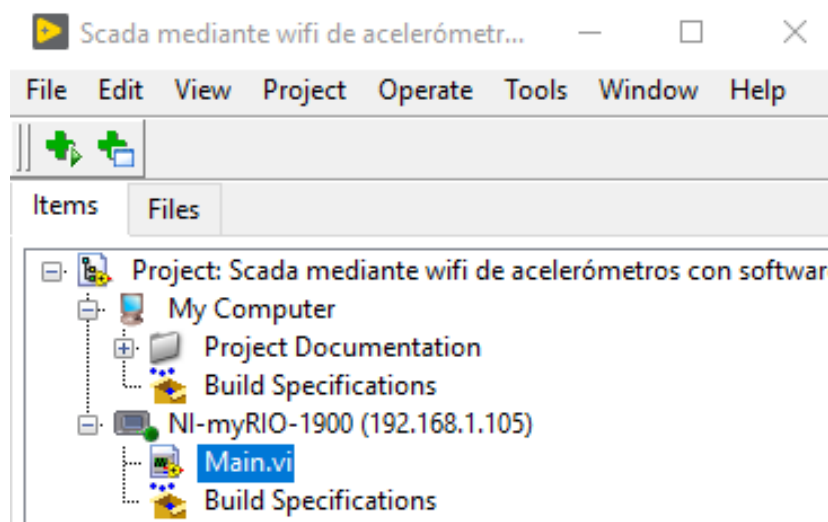 Scada mediante wifi de acelerómetr...
File Edit View Project Operate Tools Window Help
Items Files
Project: Scada mediante wifi de acelerómetros con softwar
My Computer
Project Documentation
Build Specifications
NI-myRIO-1900 (192.168.1.105)
Main.vi
Build Specifications